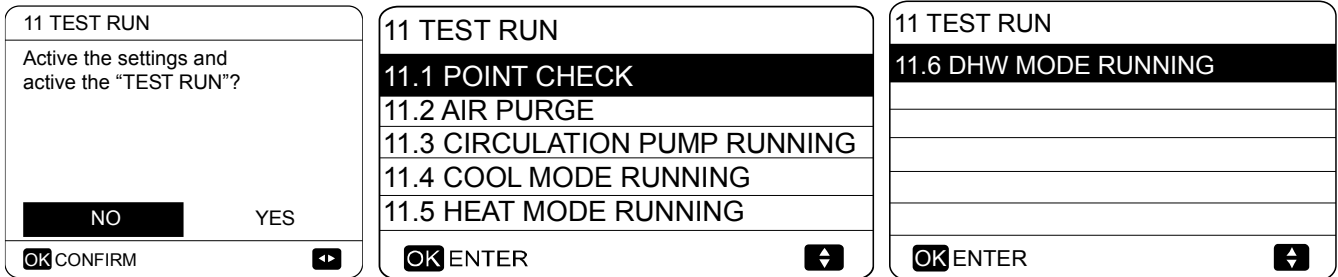 11 TEST RUN
Active the settings and
active the “TEST RUN”?
NO YES
OK CONFIRM
11 TEST RUN
11.1 POINT CHECK
11.2 AIR PURGE
11.3 CIRCULATION PUMP RUNNING
11.4 COOL MODE RUNNING
11.5 HEAT MODE RUNNING
OK ENTER
11 TEST RUN
11.6 DHW MODE RUNNING
OK ENTER